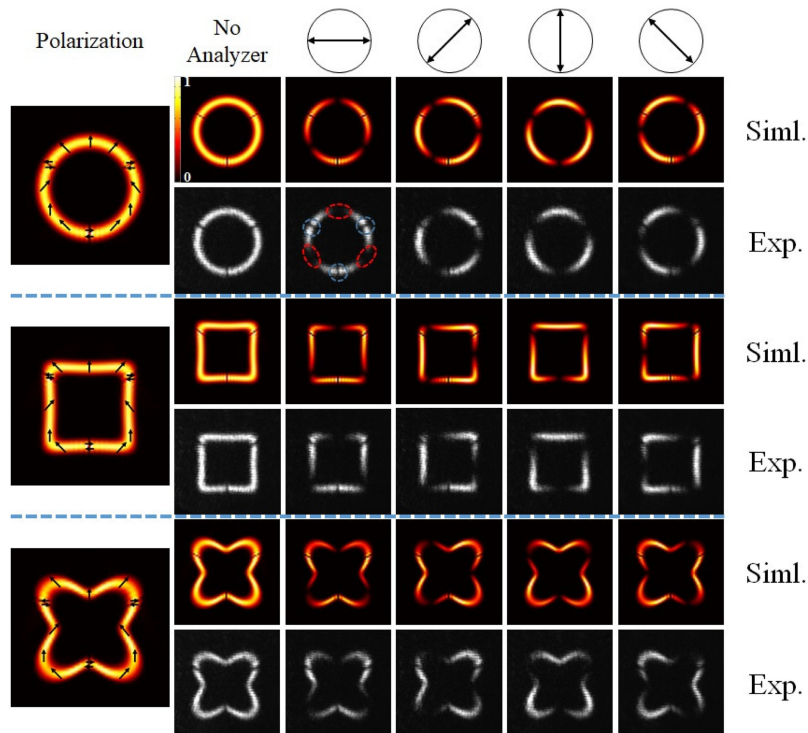 Polarization
No
Analyzer
1
0
Siml.
Exp.
Siml.
Exp.
Siml.
Exp.